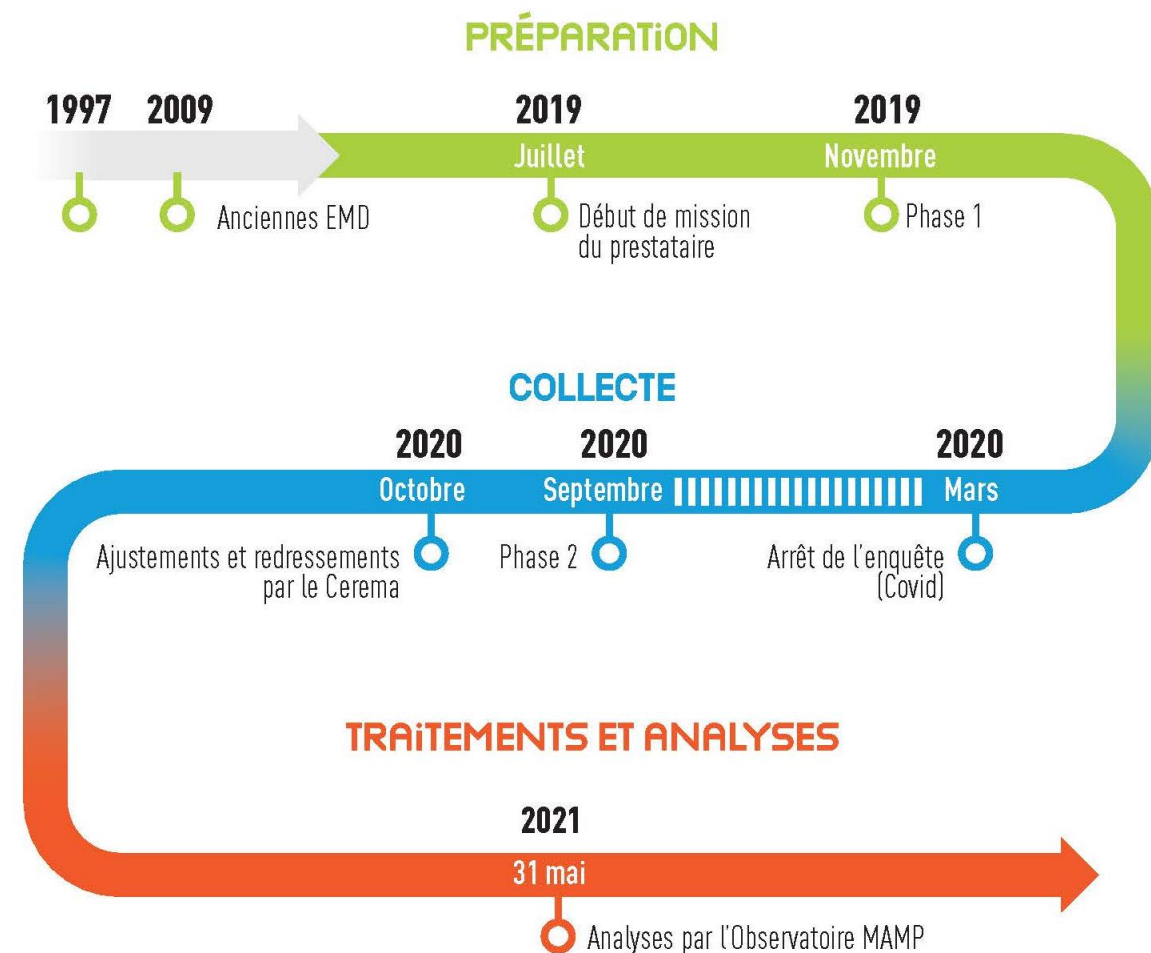 PRÉPARATiON
1997 2009 2019 2019
Juillet Novembre
Anciennes EMD Début de mission Phase 1
du prestataire
COLLECTE
2020 2020 2020
Octobre Septembre Mars
Ajustements et redressements Phase 2 Arrêt de l'enquête
par le Cerema (Covid)
TRAiTEMENTS ET ANALYSES
2021
31 mai
Analyses par l'Observatoire MAMP